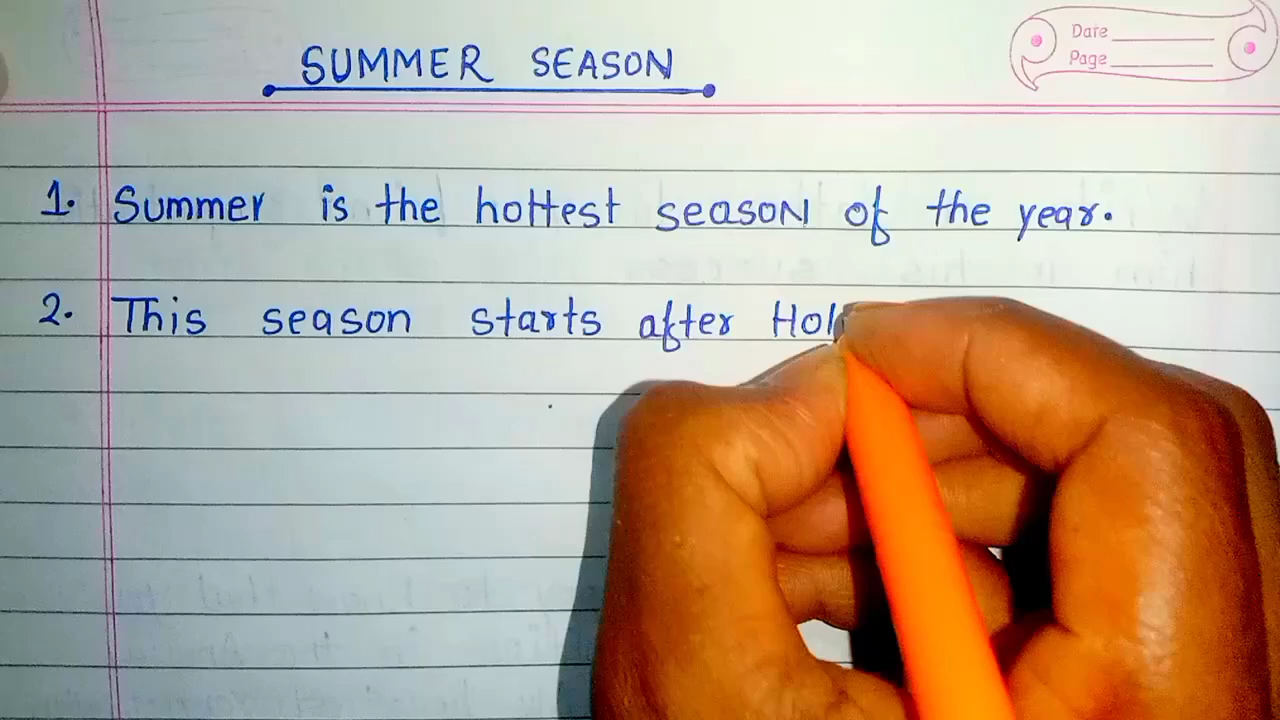 SUMMER SEASON
Date
Page
1. Summer is the hottest season of the year.
2. This season starts after Hol